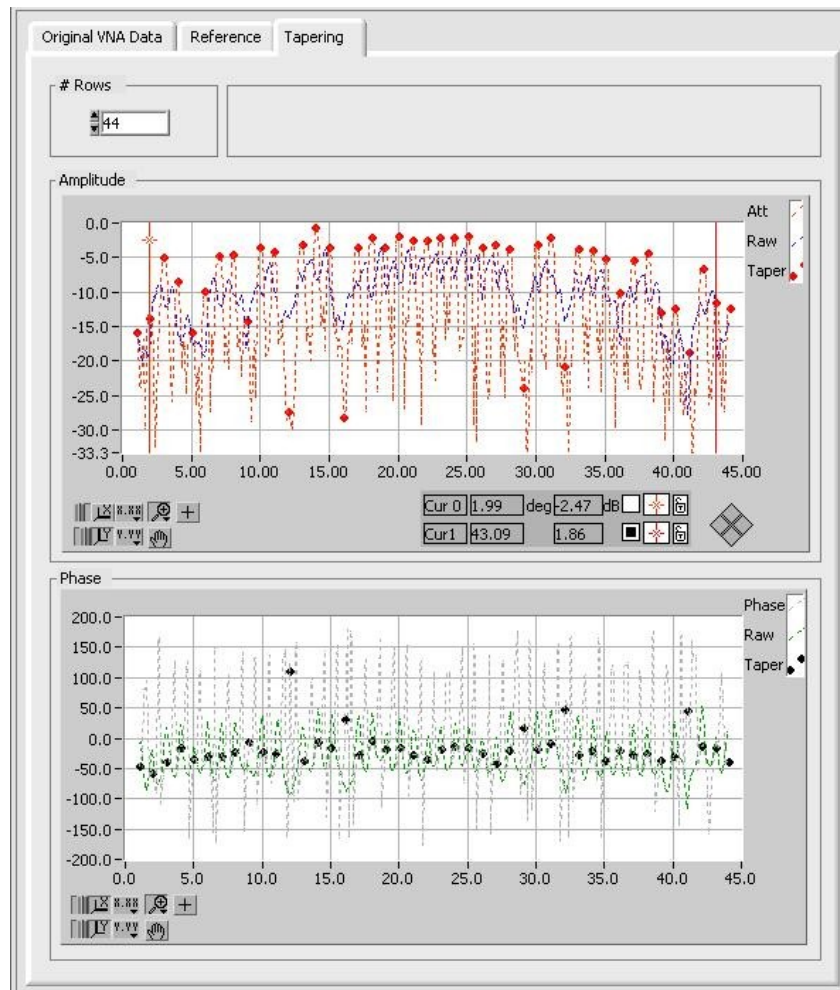 Original VNA Data Reference Tapering
# Rows
44
Amplitude
Att
Raw
Taper
0.0
-5.0
-10.0
-15.0
-20.0
-25.0
-30.0
-33.3
0.00 5.00 10.00 15.00 20.00 25.00 30.00 35.00 40.00 45.00
Cur 0 1.99 deg -2.47 dB
Cur1 43.09 1.86
X X.XX
Y Y.YY
Phase
Phase
Raw
Taper
200.0
150.0
100.0
50.0
0.0
-50.0
-100.0
-150.0
-200.0
0.0 5.0 10.0 15.0 20.0 25.0 30.0 35.0 40.0 45.0
X X.XX
Y Y.YY